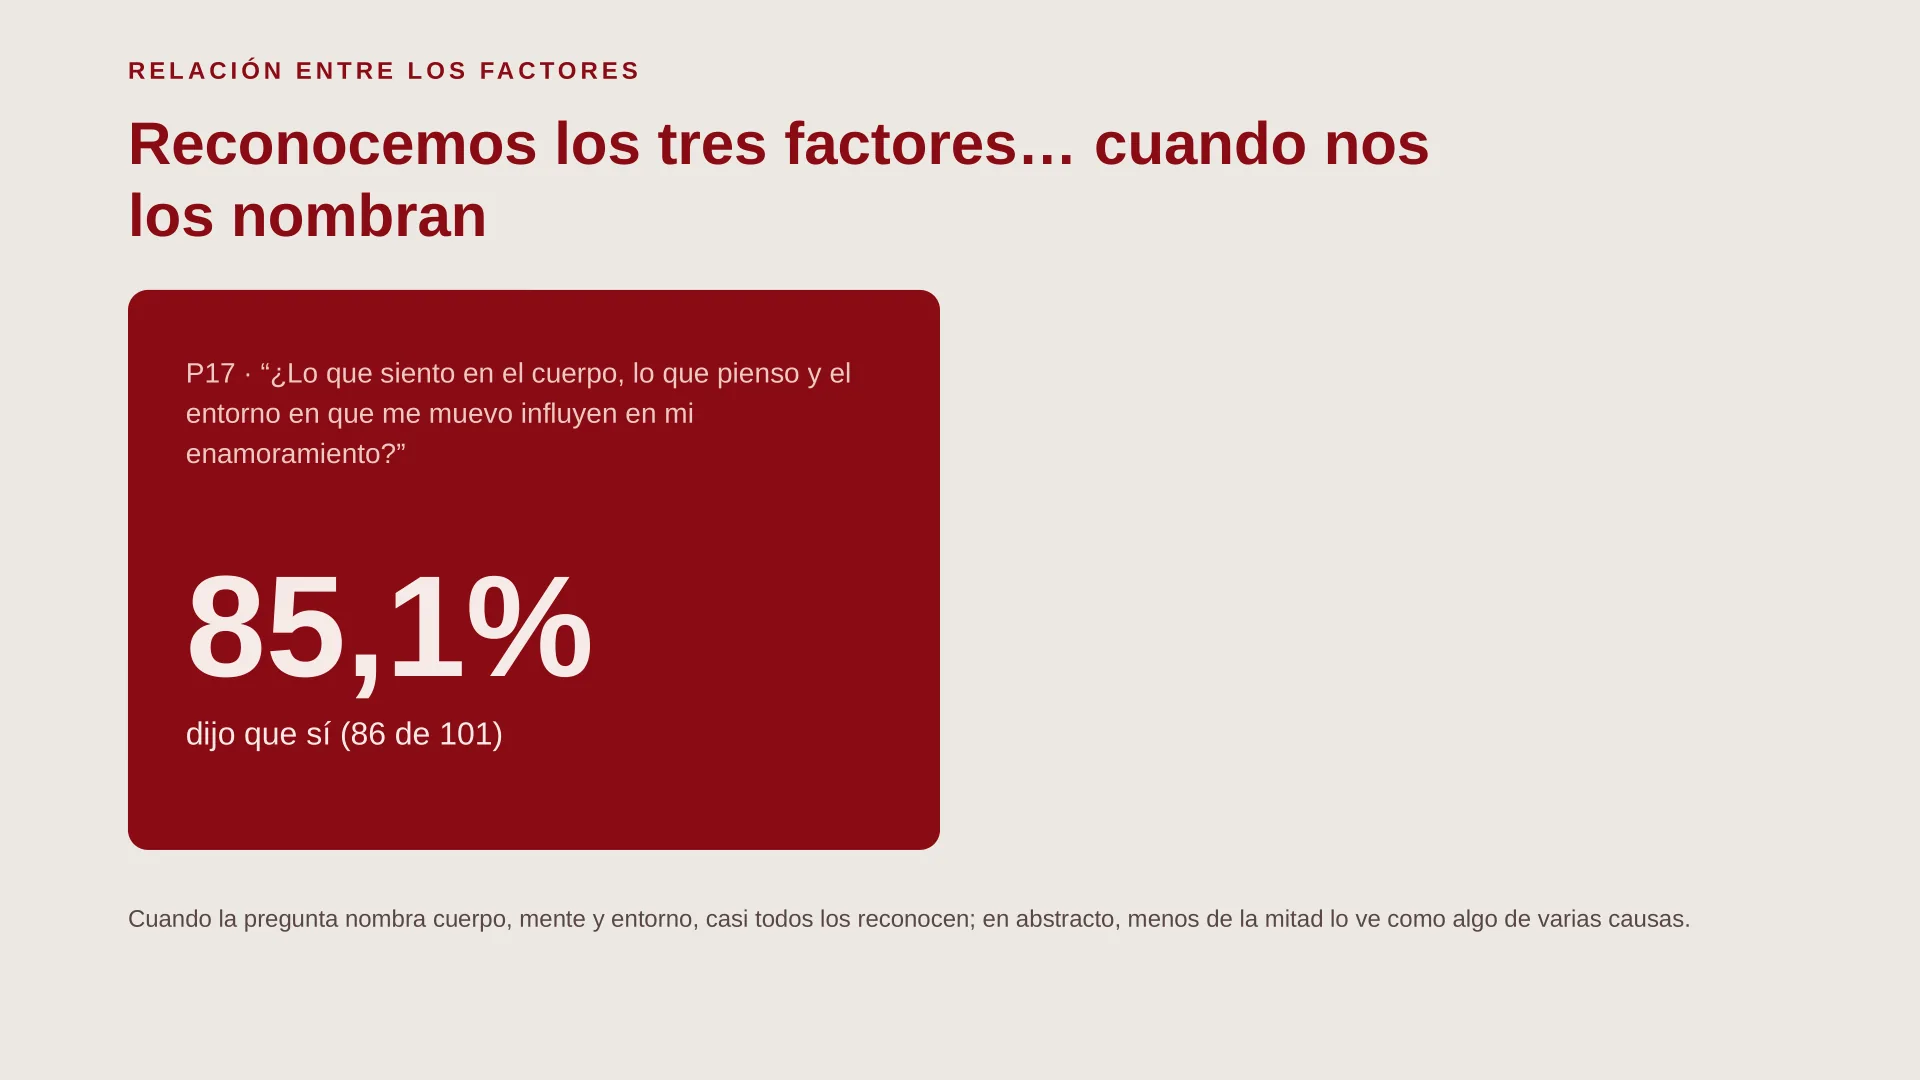 RELACIÓN ENTRE LOS FACTORES
Reconocemos los tres factores… cuando nos
los nombran
P17 · “¿Lo que siento en el cuerpo, lo que pienso y el
entorno en que me muevo influyen en mi
enamoramiento?”
85,1%
dijo que sí (86 de 101)
Cuando la pregunta nombra cuerpo, mente y entorno, casi todos los reconocen; en abstracto, menos de la mitad lo ve como algo de varias causas.